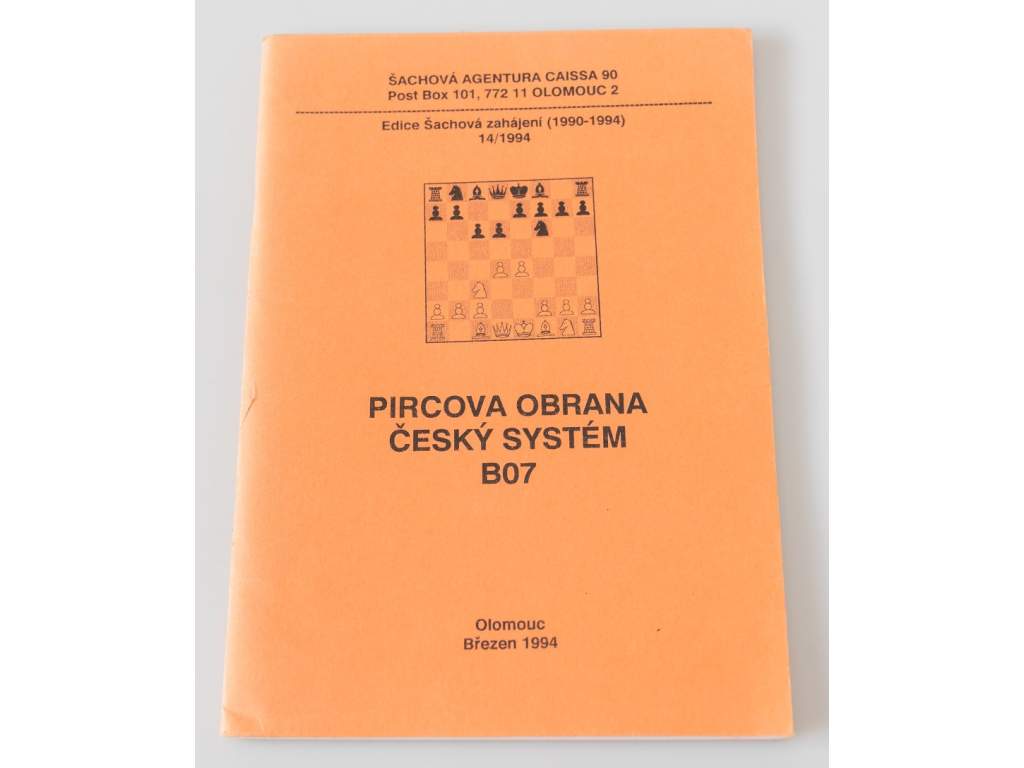 ŠACHOVÁ AGENTURA CAISSA 90
Post Box 101, 772 11 OLOMOUC 2
Edice Šachová zahájení (1990-1994)
14/1994
PIRCOVA OBRANA
ČESKÝ SYSTÉM
B07
Olomouc
Březen 1994